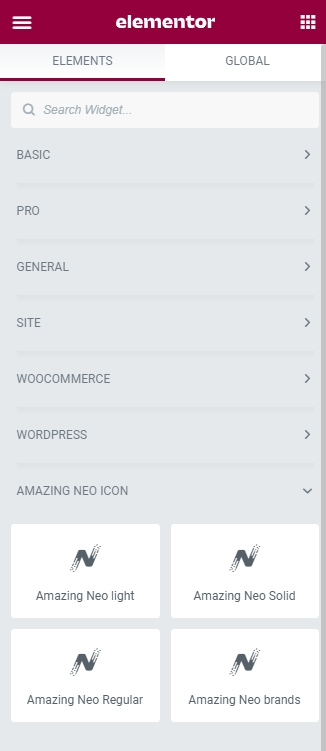 elementor
ELEMENTS
GLOBAL
Search Widget...
BASIC
PRO
GENERAL
SITE
WOOCOMMERCE
WORDPRESS
AMAZING NEO ICON
Amazing Neo light
Amazing Neo Solid
Amazing Neo Regular
Amazing Neo brands